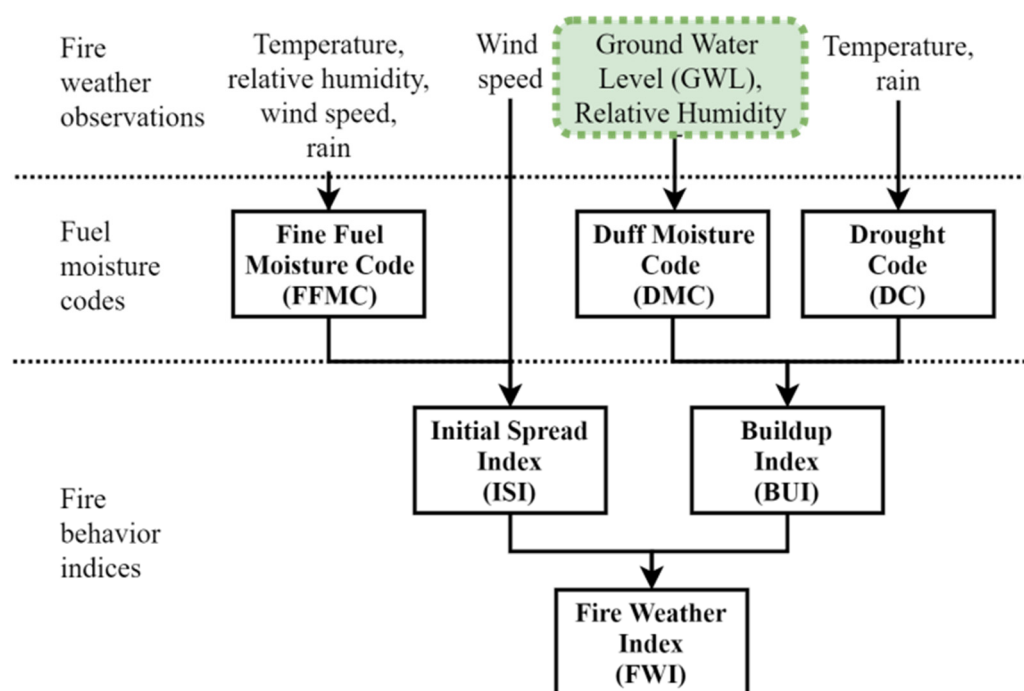 Fire
weather
observations
Temperature,
relative humidity,
wind speed,
rain
Wind
speed
Ground Water
Level (GWL),
Relative Humidity
Temperature,
rain
Fuel
moisture
codes
Fine Fuel
Moisture Code
(FFMC)
Duff Moisture
Code
(DMC)
Drought
Code
(DC)
Fire
behavior
indices
Initial Spread
Index
(ISI)
Buildup
Index
(BUI)
Fire Weather
Index
(FWI)